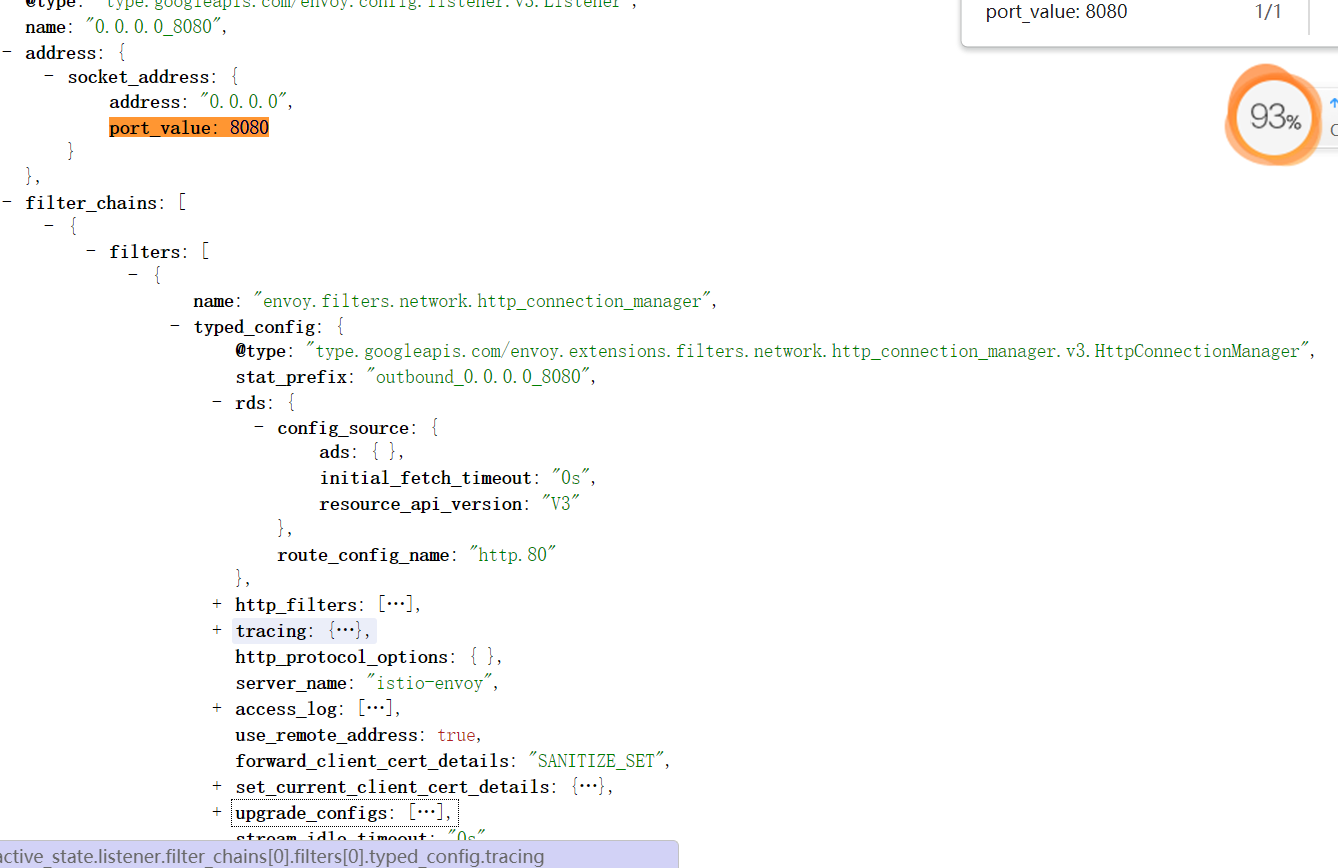 @type: "type.googleapis.com/envoy.config.listener.v3.Listener",
name: "0.0.0.0_8080",
- address: {
- socket_address: {
address: "0.0.0.0",
port_value: 8080
}
},
- filter_chains: [
- {
- filters: [
- {
name: "envoy.filters.network.http_connection_manager",
- typed_config: {
@type: "type.googleapis.com/envoy.extensions.filters.network.http_connection_manager.v3.HttpConnectionManager",
stat_prefix: "outbound_0.0.0.0_8080",
- rds: {
- config_source: {
ads: { },
initial_fetch_timeout: "0s",
resource_api_version: "V3"
},
route_config_name: "http.80"
},
+ http_filters: […],
+ tracing: {…},
http_protocol_options: { },
server_name: "istio-envoy",
+ access_log: […],
use_remote_address: true,
forward_client_cert_details: "SANITIZE_SET",
+ set_current_client_cert_details: {…},
+ upgrade_configs: […],
stream_idle_timeout: "0s"
active_state.listener.filter_chains[0].filters[0].typed_config.tracing
port_value: 8080 1/1
93%